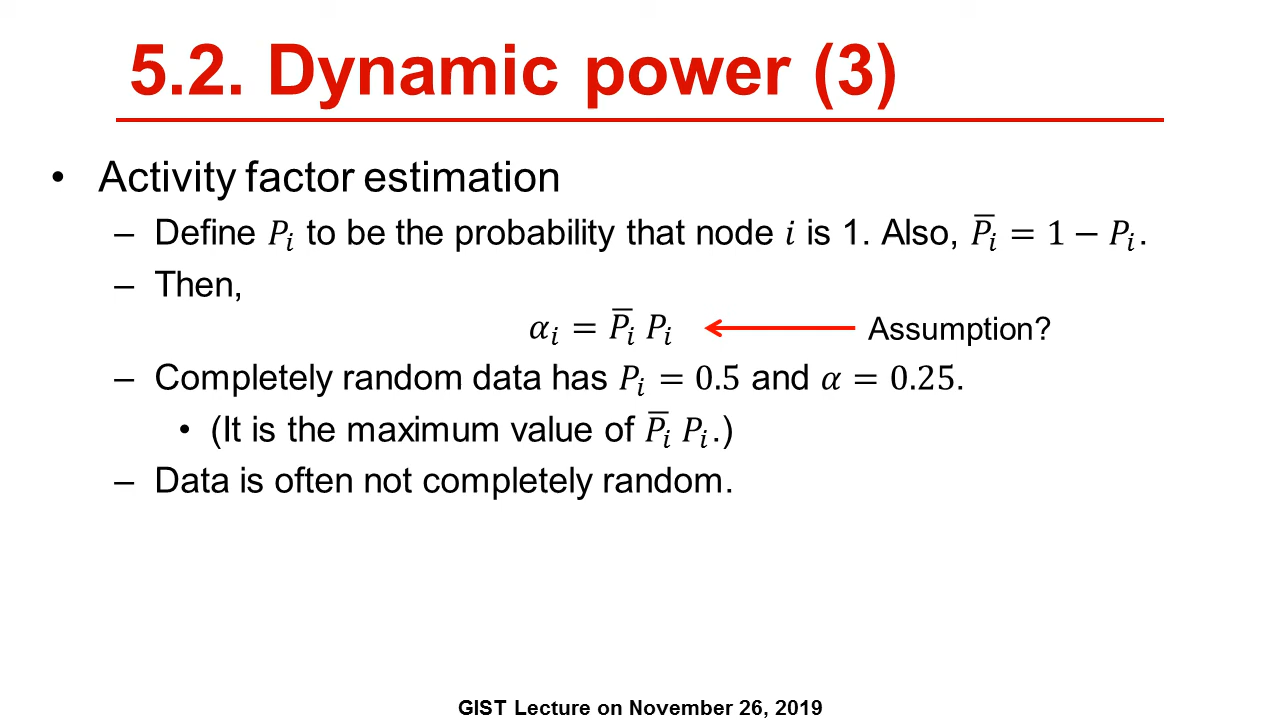 5.2. Dynamic power (3)
• Activity factor estimation
– Define 𝑃ᵢ to be the probability that node 𝑖 is 1. Also, P̅ᵢ = 1 − 𝑃ᵢ.
– Then,
αᵢ = P̅ᵢ 𝑃ᵢ ← Assumption?
– Completely random data has 𝑃ᵢ = 0.5 and α = 0.25.
• (It is the maximum value of P̅ᵢ 𝑃ᵢ.)
– Data is often not completely random.
GIST Lecture on November 26, 2019